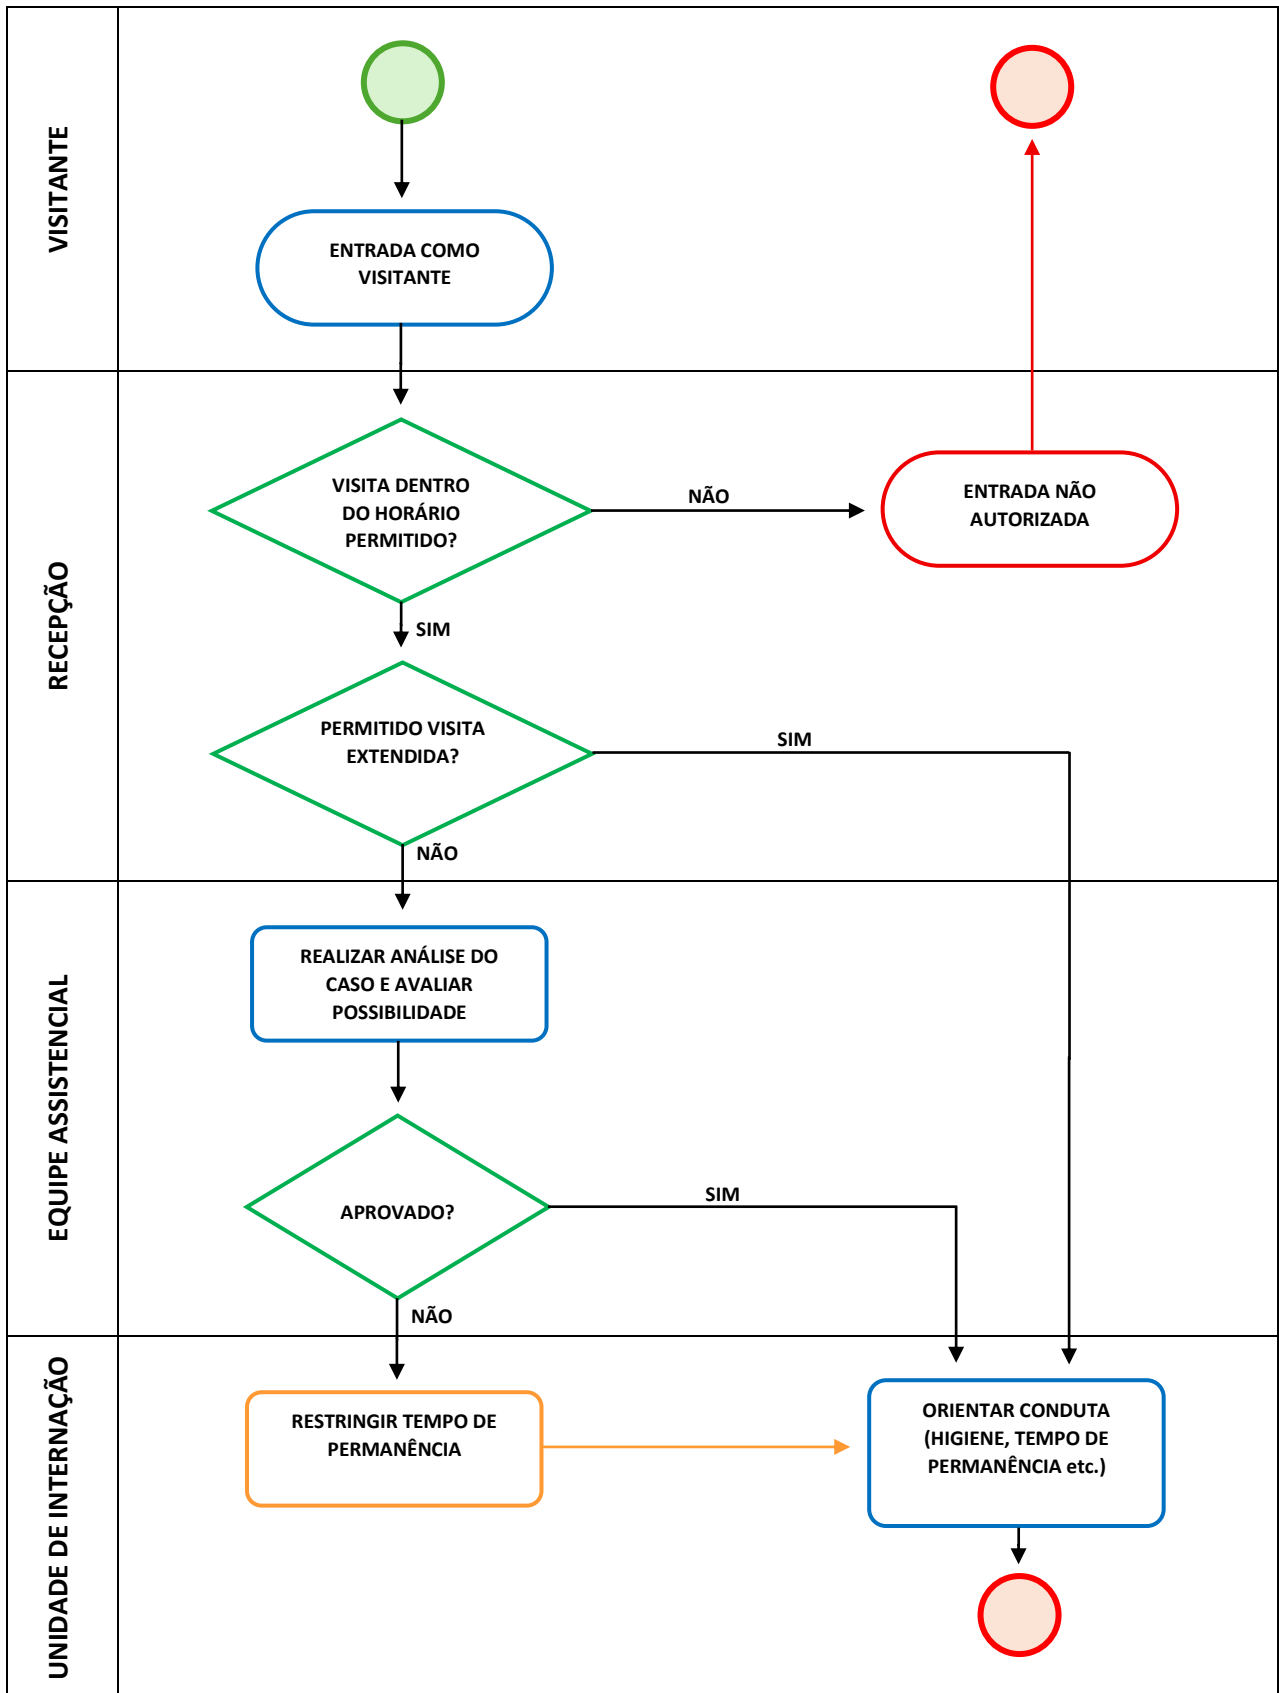 VISITANTE
ENTRADA COMO
VISITANTE
RECEPÇÃO
VISITA DENTRO
DO HORÁRIO
PERMITIDO?
NÃO
ENTRADA NÃO
AUTORIZADA
SIM
PERMITIDO VISITA
EXTENDIDA?
SIM
NÃO
EQUIPE ASSISTENCIAL
REALIZAR ANÁLISE DO
CASO E AVALIAR
POSSIBILIDADE
APROVADO?
SIM
NÃO
UNIDADE DE INTERNAÇÃO
RESTRINGIR TEMPO DE
PERMANÊNCIA
ORIENTAR CONDUTA
(HIGIENE, TEMPO DE
PERMANÊNCIA etc.)